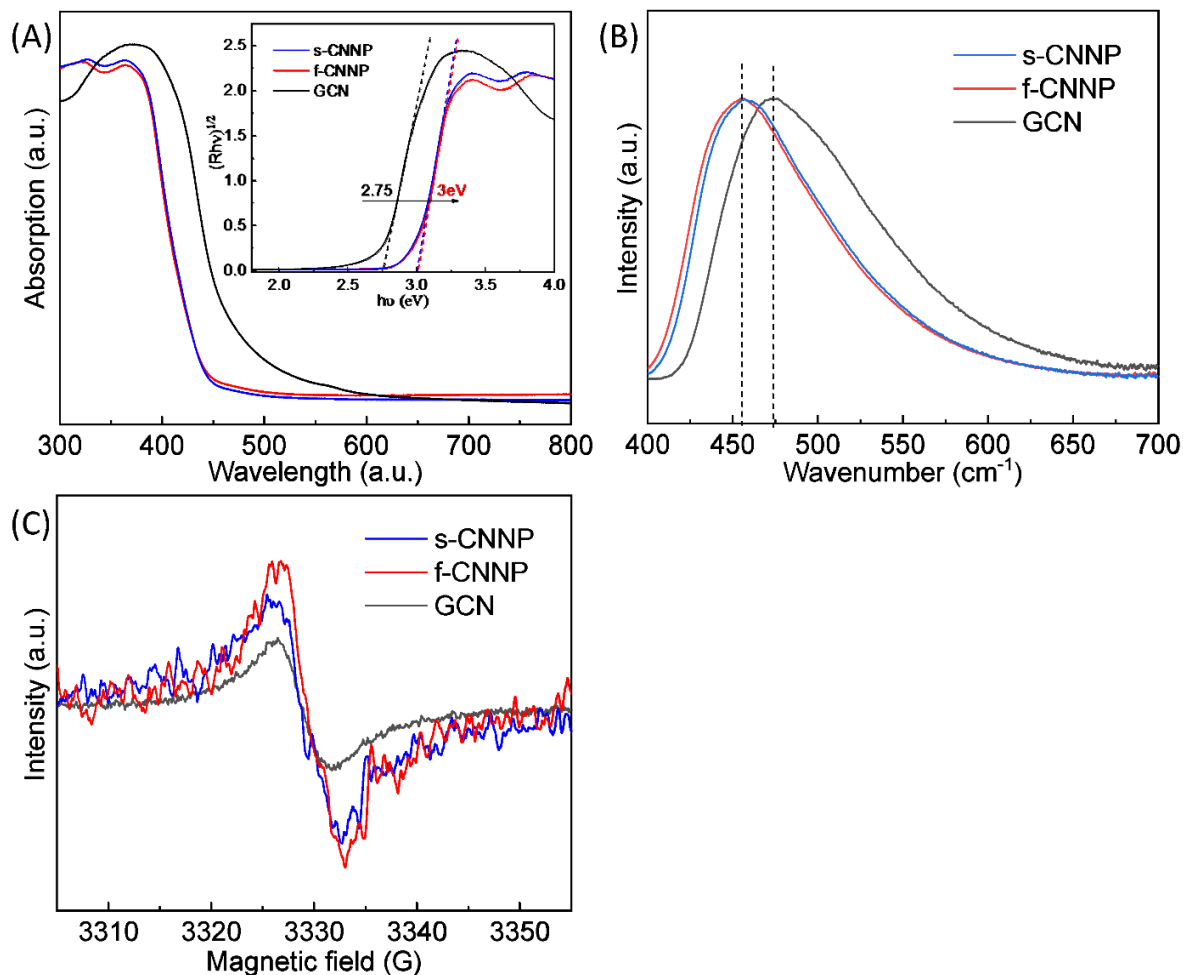 (A)
Absorption (a.u.)
300 400 500 600 700 800
Wavelength (a.u.)
(Rhν)1/2
2.5
2.0
1.5
1.0
0.5
0.0
s-CNNP
f-CNNP
GCN
2.75 3eV
2.0 2.5 3.0 3.5 4.0
hυ (eV)
(B)
Intensity (a.u.)
s-CNNP
f-CNNP
GCN
400 450 500 550 600 650 700
Wavenumber (cm-1)
(C)
Intensity (a.u.)
s-CNNP
f-CNNP
GCN
3310 3320 3330 3340 3350
Magnetic field (G)